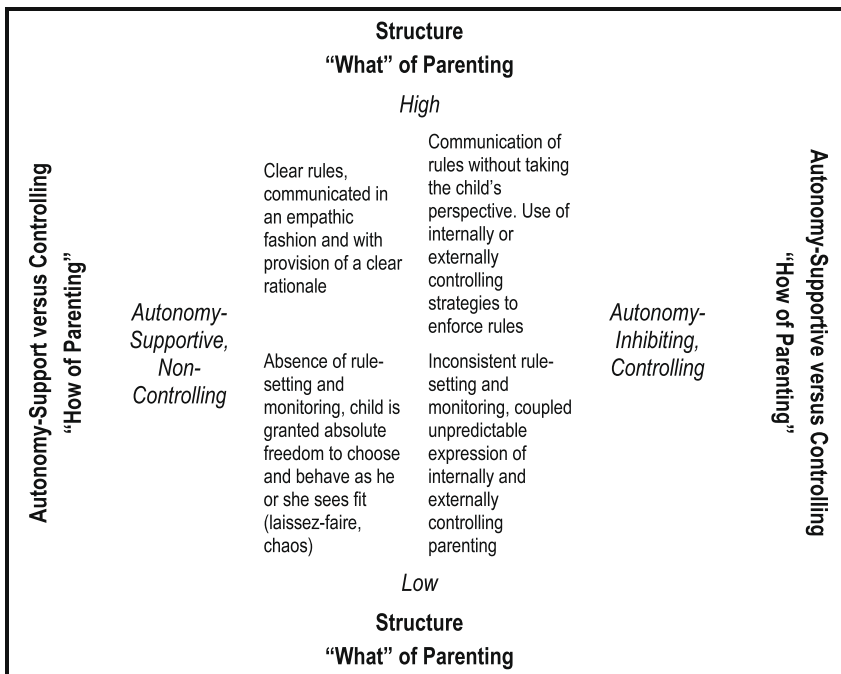 Structure
“What” of Parenting
High
Autonomy-Support versus Controlling
“How of Parenting”
Autonomy-
Supportive,
Non-
Controlling
Clear rules,
communicated in
an empathic
fashion and with
provision of a clear
rationale
Communication of
rules without taking
the child’s
perspective. Use of
internally or
externally
controlling
strategies to
enforce rules
Absence of rule-
setting and
monitoring, child is
granted absolute
freedom to choose
and behave as he
or she sees fit
(laissez-faire,
chaos)
Inconsistent rule-
setting and
monitoring, coupled
unpredictable
expression of
internally and
externally
controlling
parenting
Autonomy-
Inhibiting,
Controlling
Autonomy-Supportive versus Controlling
“How of Parenting”
Low
Structure
“What” of Parenting